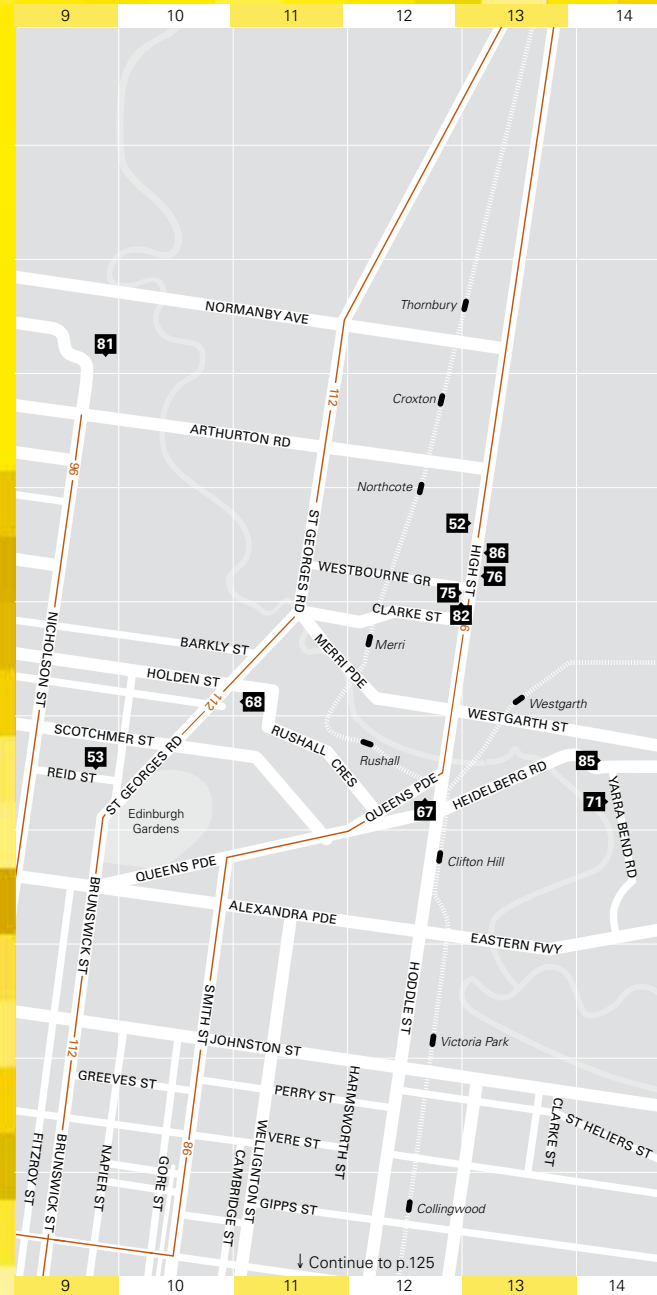 9 10 11 12 13 14
Thornbury
NORMANBY AVE
81
112
Croxton
ARTHURTON RD
96
Northcote
52
ST GEORGES RD
HIGH ST
86
WESTBOURNE GR
76
75
CLARKE ST
82
86
NICHOLSON ST
BARKLY ST
MERRI PDE
Merri
HOLDEN ST
112
68
Westgarth
WESTGARTH ST
SCOTCHMER ST
RUSHALL CRES
53
ST GEORGES RD
Rushall
85
REID ST
HEIDELBERG RD
QUEENS PDE
71
67
YARRA BEND RD
Edinburgh
Gardens
QUEENS PDE
Clifton Hill
BRUNSWICK ST
ALEXANDRA PDE
EASTERN FWY
HODDLE ST
SMITH ST
112
JOHNSTON ST
Victoria Park
GREEVES ST
PERRY ST
HARMSWORTH ST
CLARKE ST
ST HELIERS ST
VERE ST
WELLIGNTON ST
86
FITZROY ST
BRUNSWICK ST
NAPIER ST
GORE ST
CAMBRIDGE ST
GIPPS ST
Collingwood
↓ Continue to p.125
9 10 11 12 13 14